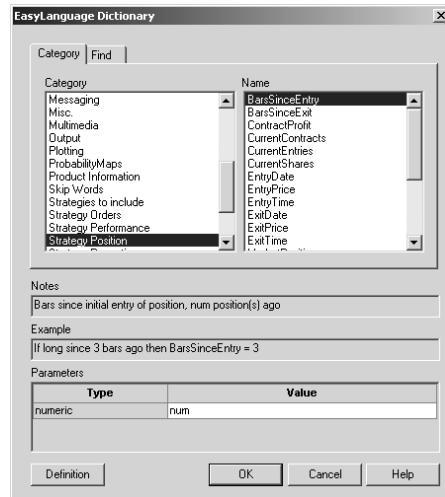 EasyLanguage Dictionary
Category Find
Category
Messaging
Misc.
Multimedia
Output
Plotting
ProbabilityMaps
Product Information
Skip Words
Strategies to include
Strategy Orders
Strategy Performance
Strategy Position
Name
BarsSinceEntry
BarsSinceExit
ContractProfit
CurrentContracts
CurrentEntries
CurrentShares
EntryDate
EntryPrice
EntryTime
ExitDate
ExitPrice
ExitTime
Notes
Bars since initial entry of position, num position(s) ago
Example
If long since 3 bars ago then BarsSinceEntry = 3
Parameters
Type Value
numeric num
Definition OK Cancel Help